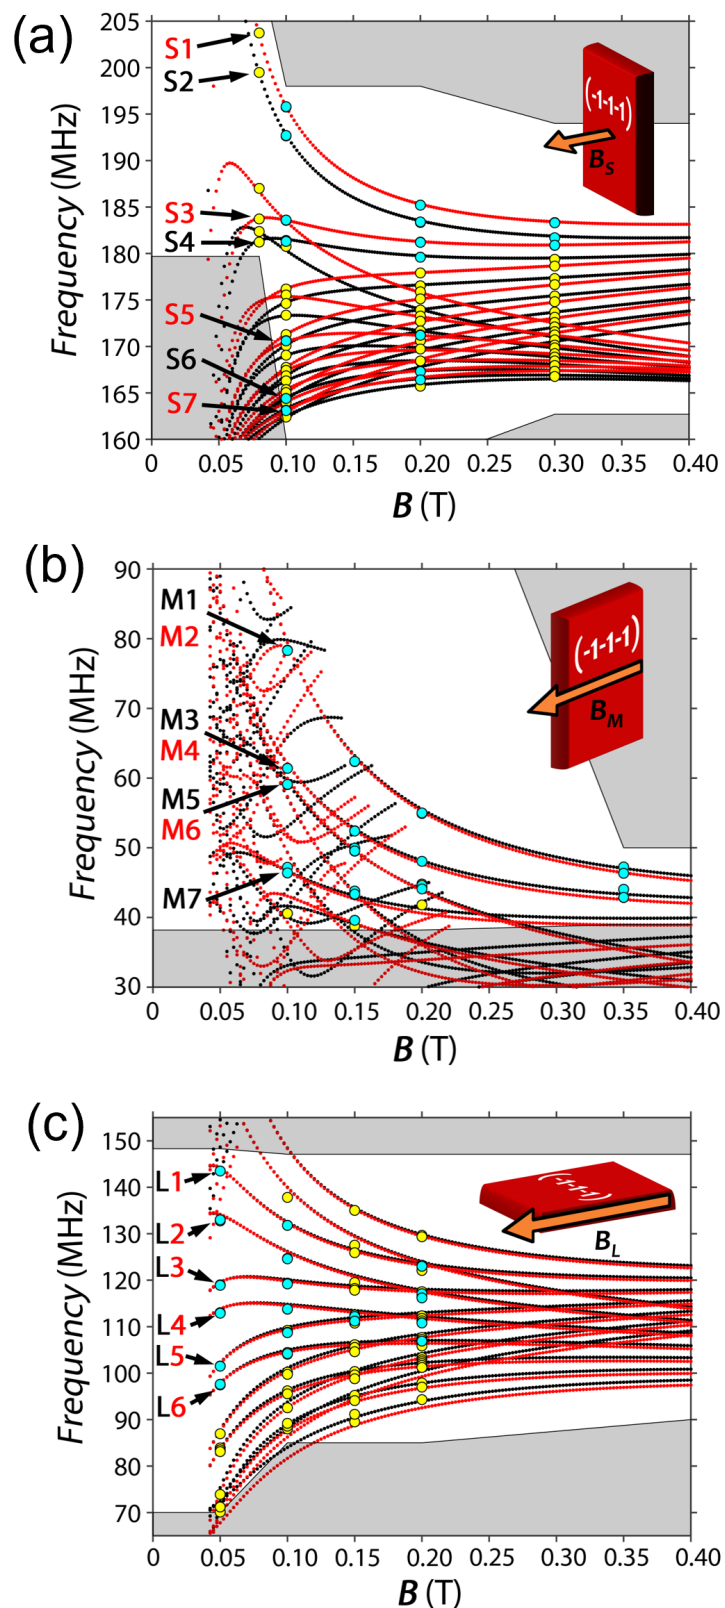 (a)
205
200
195
190
185
180
175
170
165
160
Frequency (MHz)
S1
S2
S3
S4
S5
S6
S7
(-1-1-1)
BS
0 0.05 0.10 0.15 0.20 0.25 0.30 0.35 0.40
B (T)
(b)
90
80
70
60
50
40
30
Frequency (MHz)
M1
M2
M3
M4
M5
M6
M7
(-1-1-1)
BM
0 0.05 0.10 0.15 0.20 0.25 0.30 0.35 0.40
B (T)
(c)
150
140
130
120
110
100
90
80
70
Frequency (MHz)
L1
L2
L3
L4
L5
L6
(-1-1-1)
BL
0 0.05 0.10 0.15 0.20 0.25 0.30 0.35 0.40
B (T)